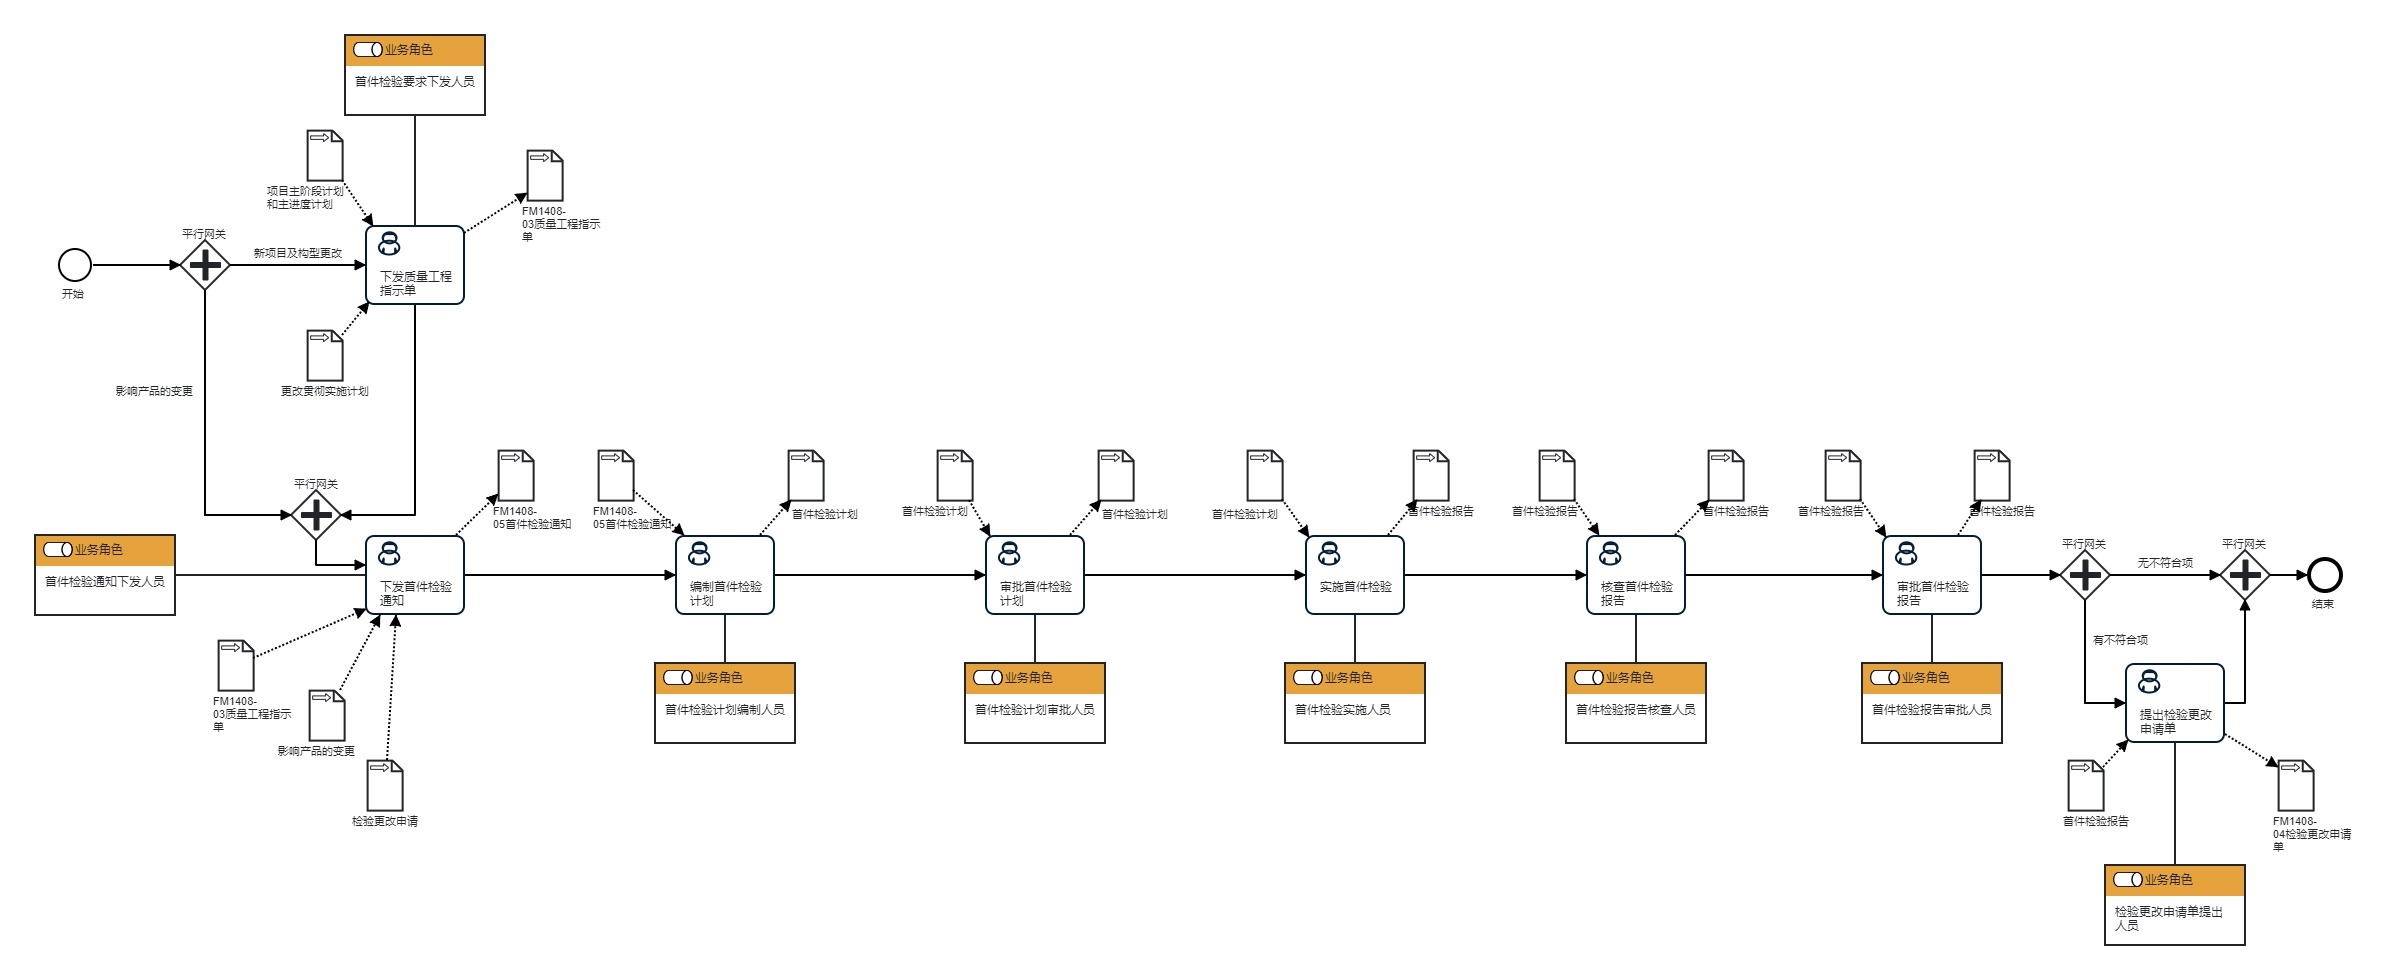 业务角色
首件检验要求下发人员
项目主阶段计划
和主进度计划
FM1408-
03质量工程指示
单
平行网关
新项目及构型更改
开始
下发质量工程
指示单
影响产品的变更
更改贯彻实施计划
平行网关
FM1408-
05首件检验通知
FM1408-
05首件检验通知
首件检验计划
首件检验计划
首件检验计划
首件检验计划
首件检验报告
首件检验报告
首件检验报告
首件检验报告
首件检验报告
业务角色
首件检验通知下发人员
下发首件检验
通知
编制首件检验
计划
审批首件检验
计划
实施首件检验
核查首件检验
报告
审批首件检验
报告
平行网关
无不符合项
平行网关
结束
有不符合项
FM1408-
03质量工程指示
单
影响产品的变更
检验更改申请
业务角色
首件检验计划编制人员
业务角色
首件检验计划审批人员
业务角色
首件检验实施人员
业务角色
首件检验报告核查人员
业务角色
首件检验报告审批人员
提出检验更改
申请单
首件检验报告
FM1408-
04检验更改申请
单
业务角色
检验更改申请单提出
人员